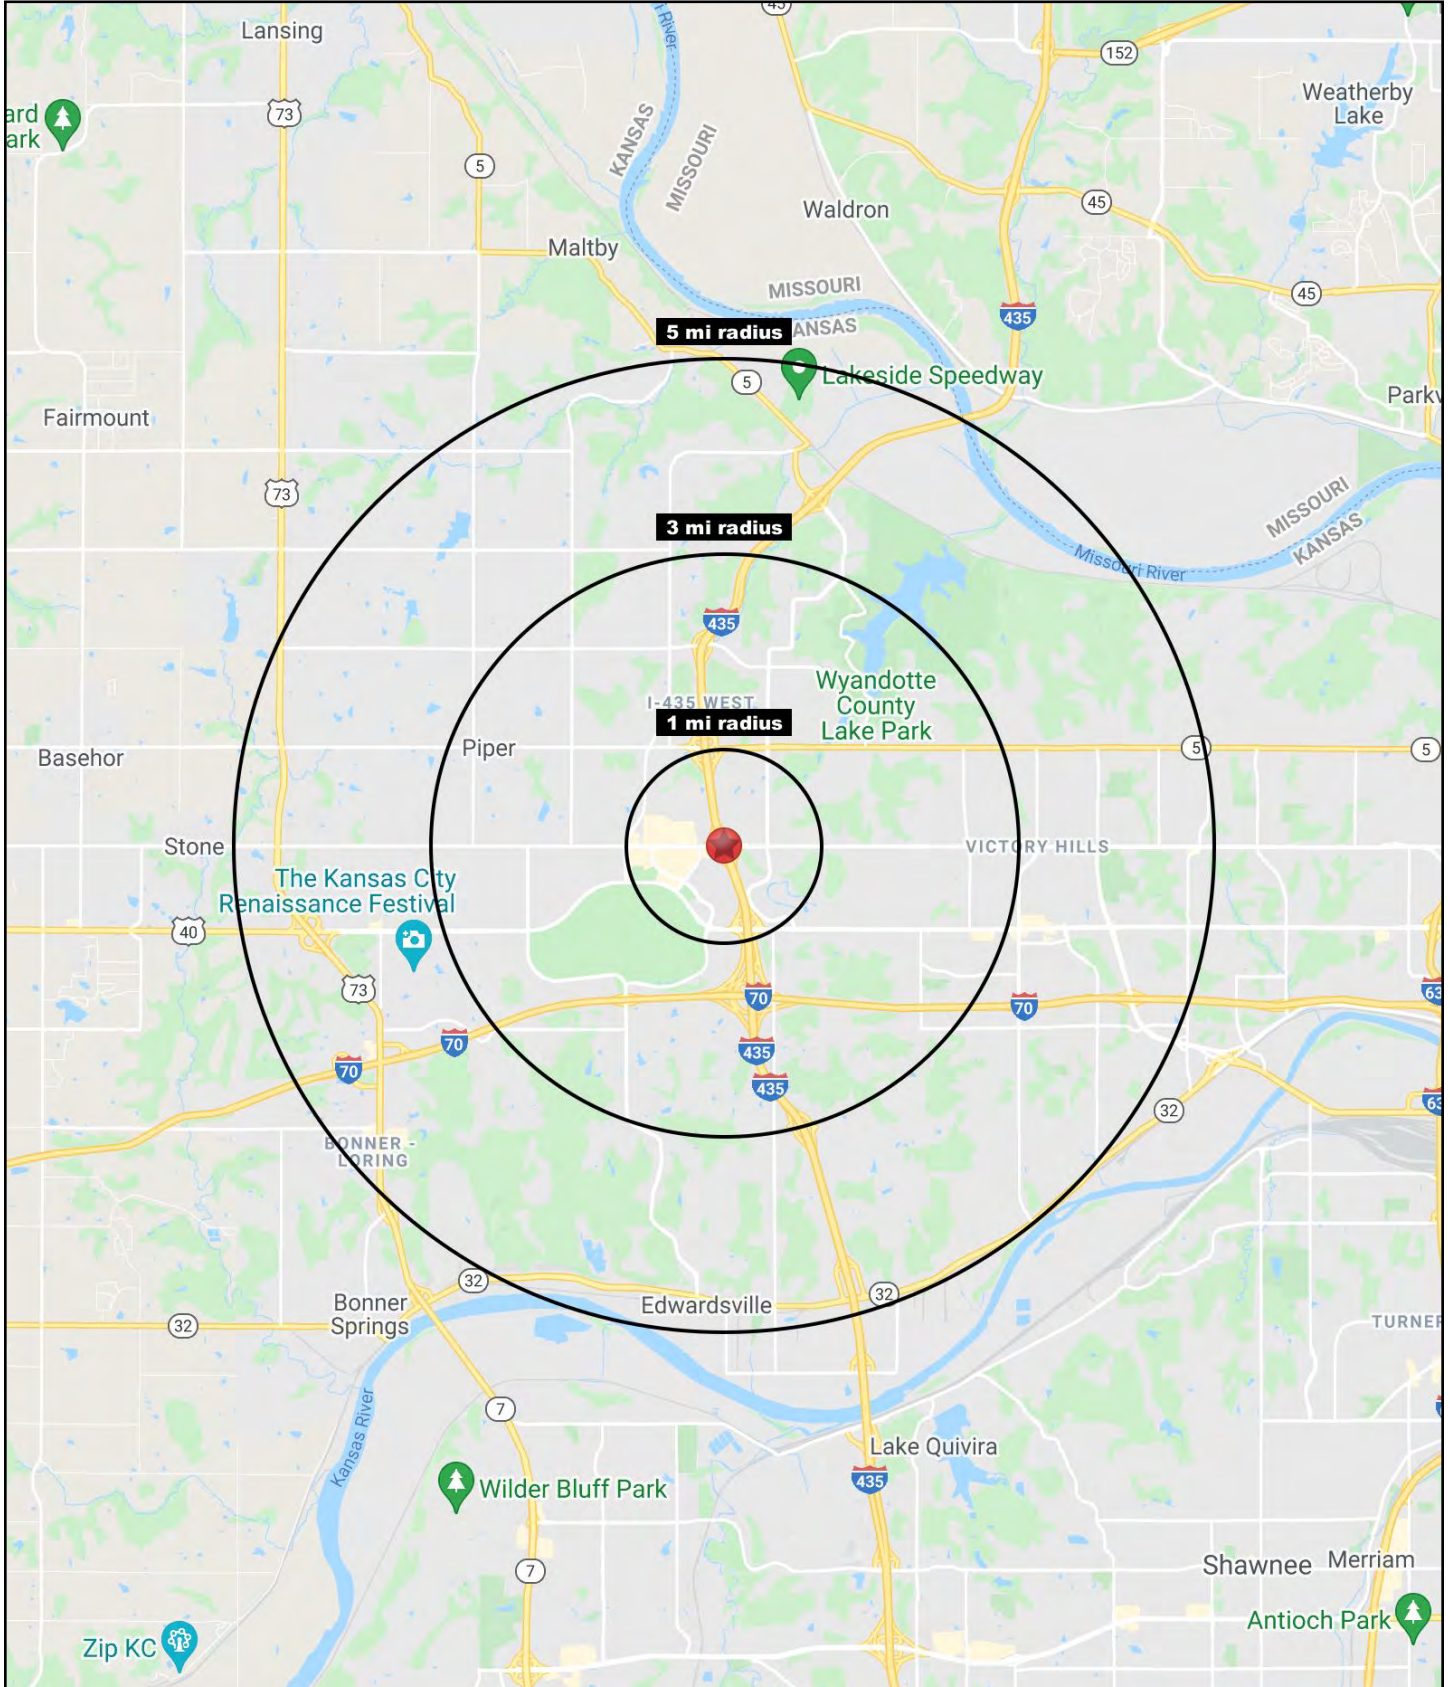 45
River
Lansing
152
Weatherby
Lake
ard
ark
73
KANSAS
MISSOURI
5
Waldron
45
Maltby
MISSOURI
45
435
5 mi radius
ANSAS
5
Lakeside Speedway
Fairmount
Parkv
73
MISSOURI
KANSAS
3 mi radius
Missouri River
435
Wyandotte
County
Lake Park
I-435 WEST
1 mi radius
Piper
5
5
Basehor
Stone
VICTORY HILLS
The Kansas City
Renaissance Festival
40
73
70
70
63
70
435
70
435
63
32
BONNER -
LORING
32
Edwardsville
32
Bonner
Springs
32
TURNER
Kansas River
7
Lake Quivira
435
Wilder Bluff Park
7
Shawnee
Merriam
Antioch Park
Zip KC